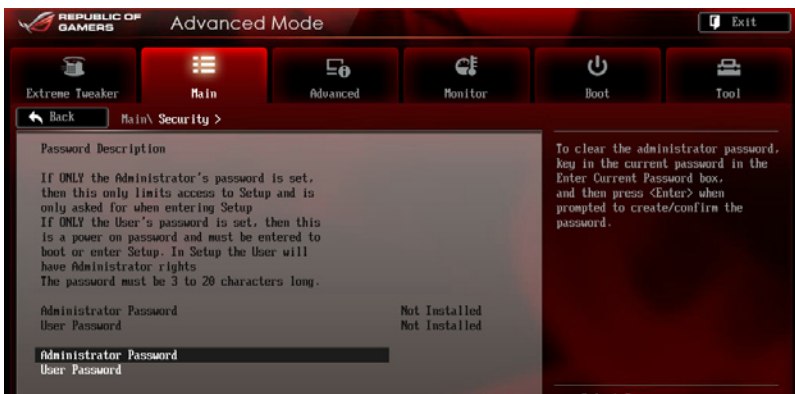 REPUBLIC OF
GAMERS
Advanced Mode
Exit
Extreme Tweaker
Main
Advanced
Monitor
Boot
Tool
Back
Main\ Security >
Password Description
If ONLY the Administrator's password is set,
then this only limits access to Setup and is
only asked for when entering Setup
If ONLY the User's password is set, then this
is a power on password and must be entered to
boot or enter Setup. In Setup the User will
have Administrator rights
The password must be 3 to 20 characters long.
Administrator Password Not Installed
User Password Not Installed
Administrator Password
User Password
To clear the administrator password,
key in the current password in the
Enter Current Password box,
and then press <Enter> when
prompted to create/confirm the
password.